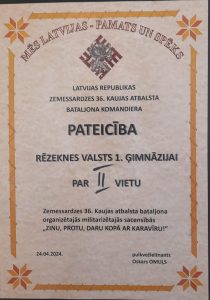 MĒS LATVIJAS - PAMATS UN SPĒKS
LATVIJAS REPUBLIKAS
ZEMESSARDZES 36. KAUJAS ATBALSTA
BATALJONA KOMANDIERA
PATEICĪBA
RĒZEKNES VALSTS 1. ĢIMNĀZIJAI
PAR II VIETU
Zemessardzes 36. Kaujas atbalsta bataljona
organizētajās militarizētajās sacensībās
"ZINU, PROTU, DARU KOPĀ AR KARAVĪRU!"
24.04.2024.
pulkvežleitnants
Oskars OMULS